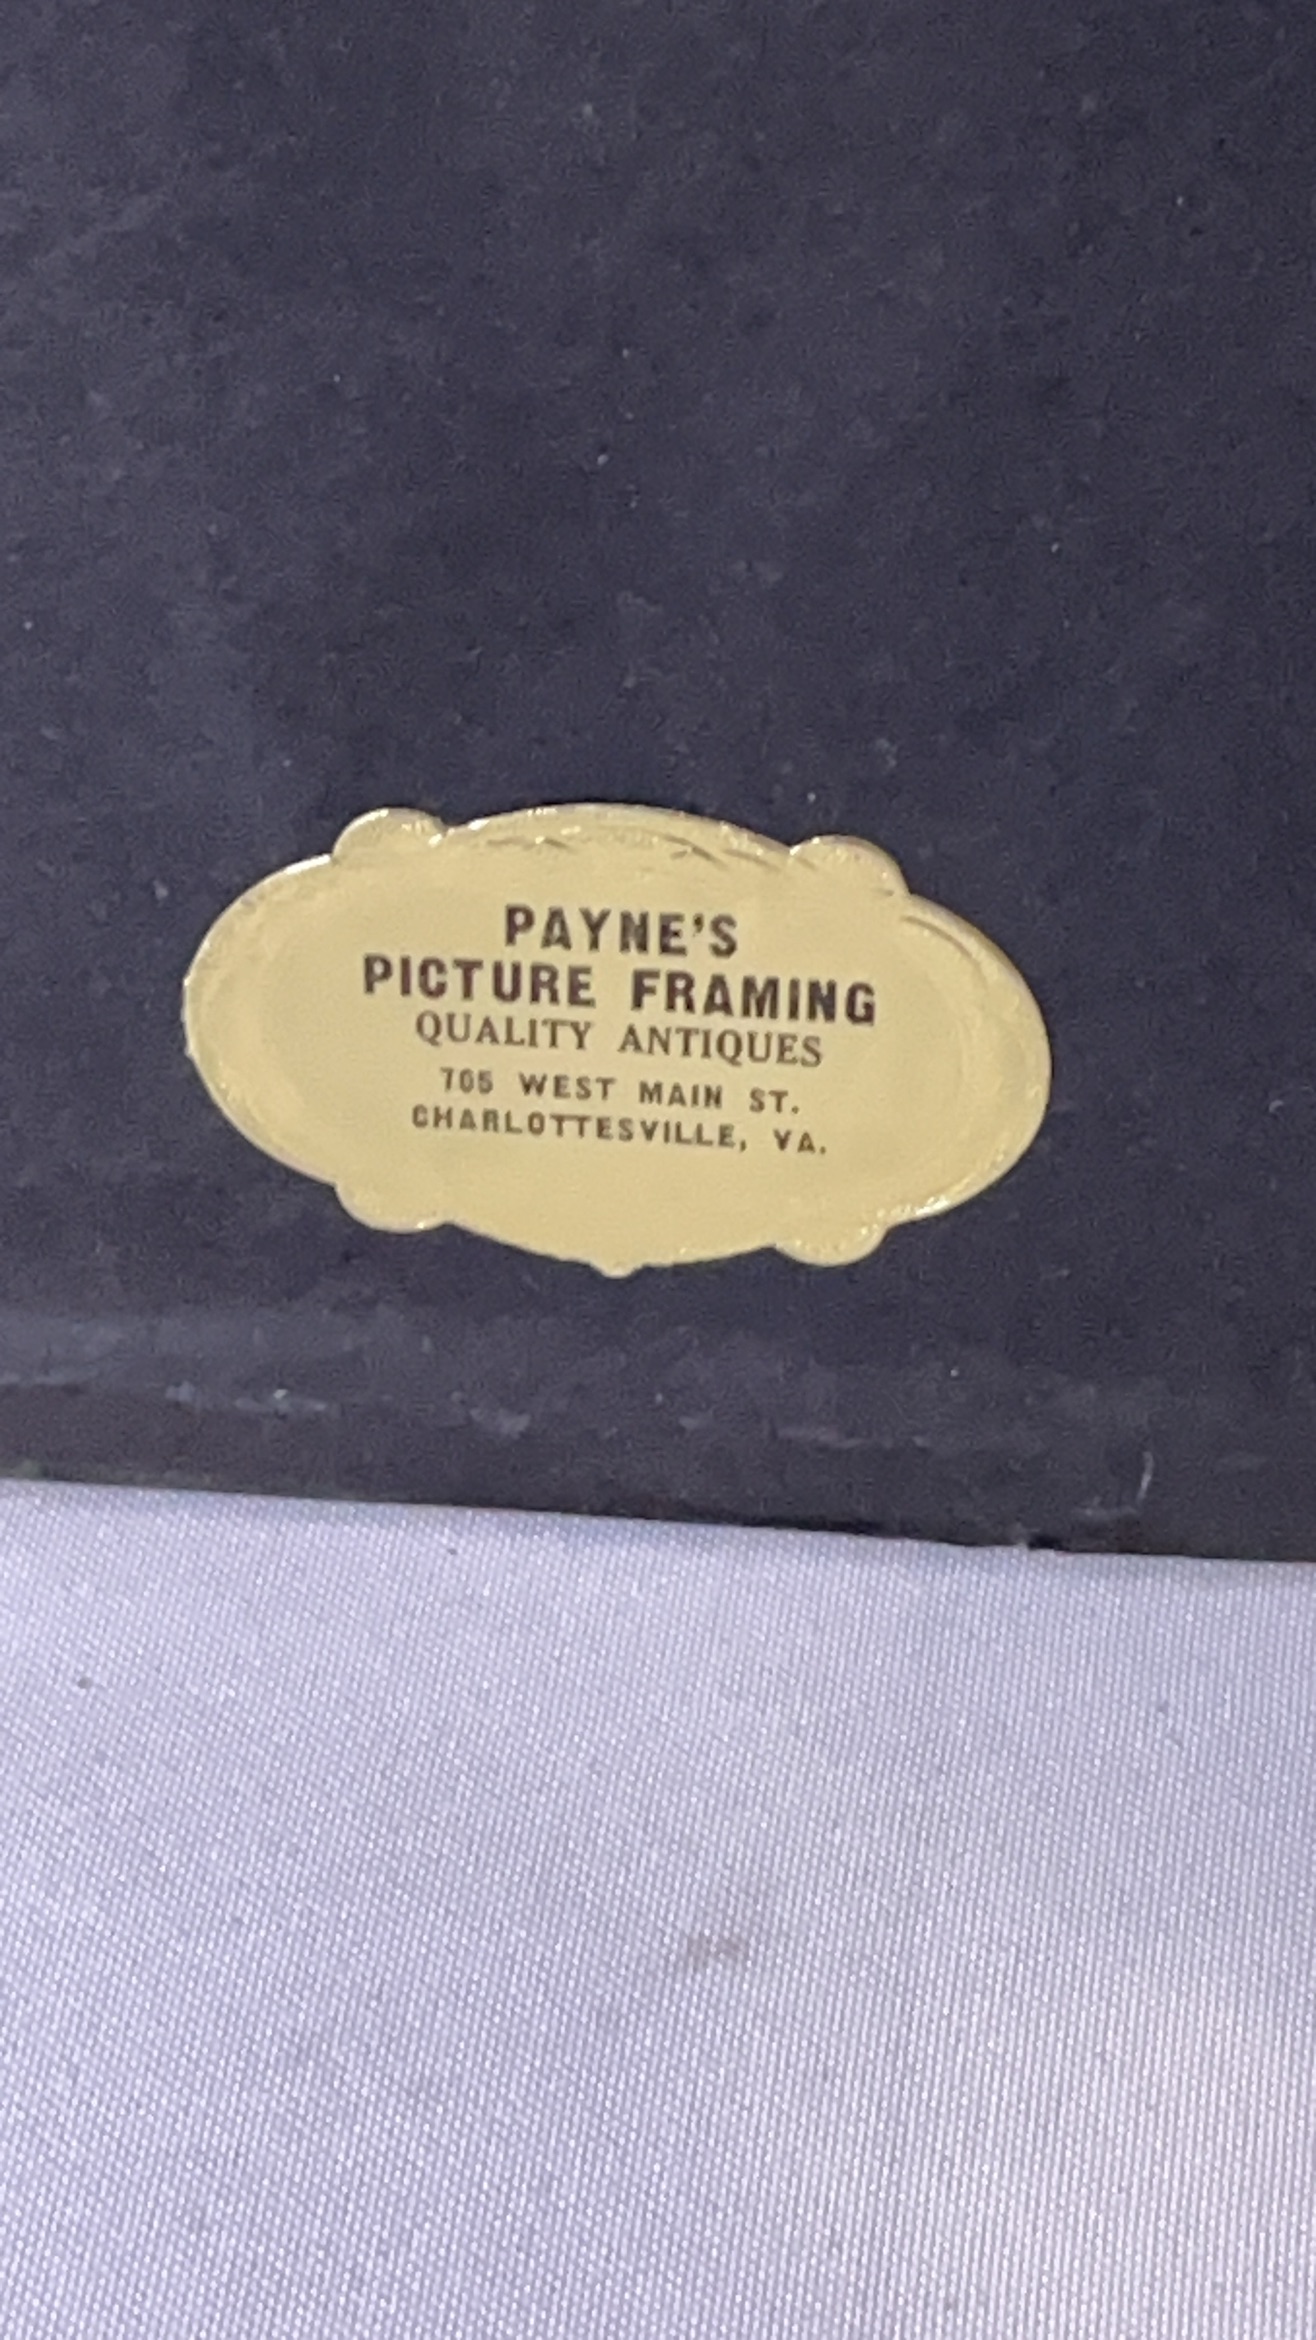 PAYNE'S
PICTURE FRAMING
QUALITY ANTIQUES
705 WEST MAIN ST.
CHARLOTTESVILLE, VA.